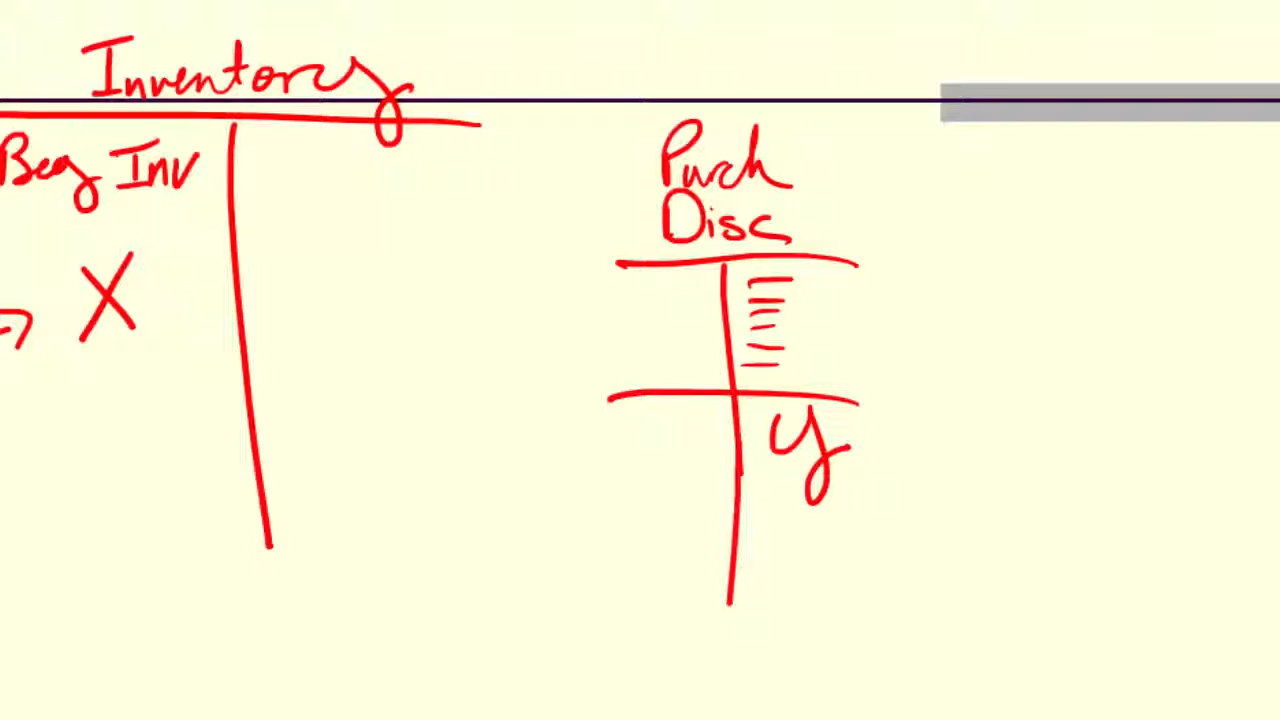 Inventory
Beg Inv
X
Purch
Disc
y